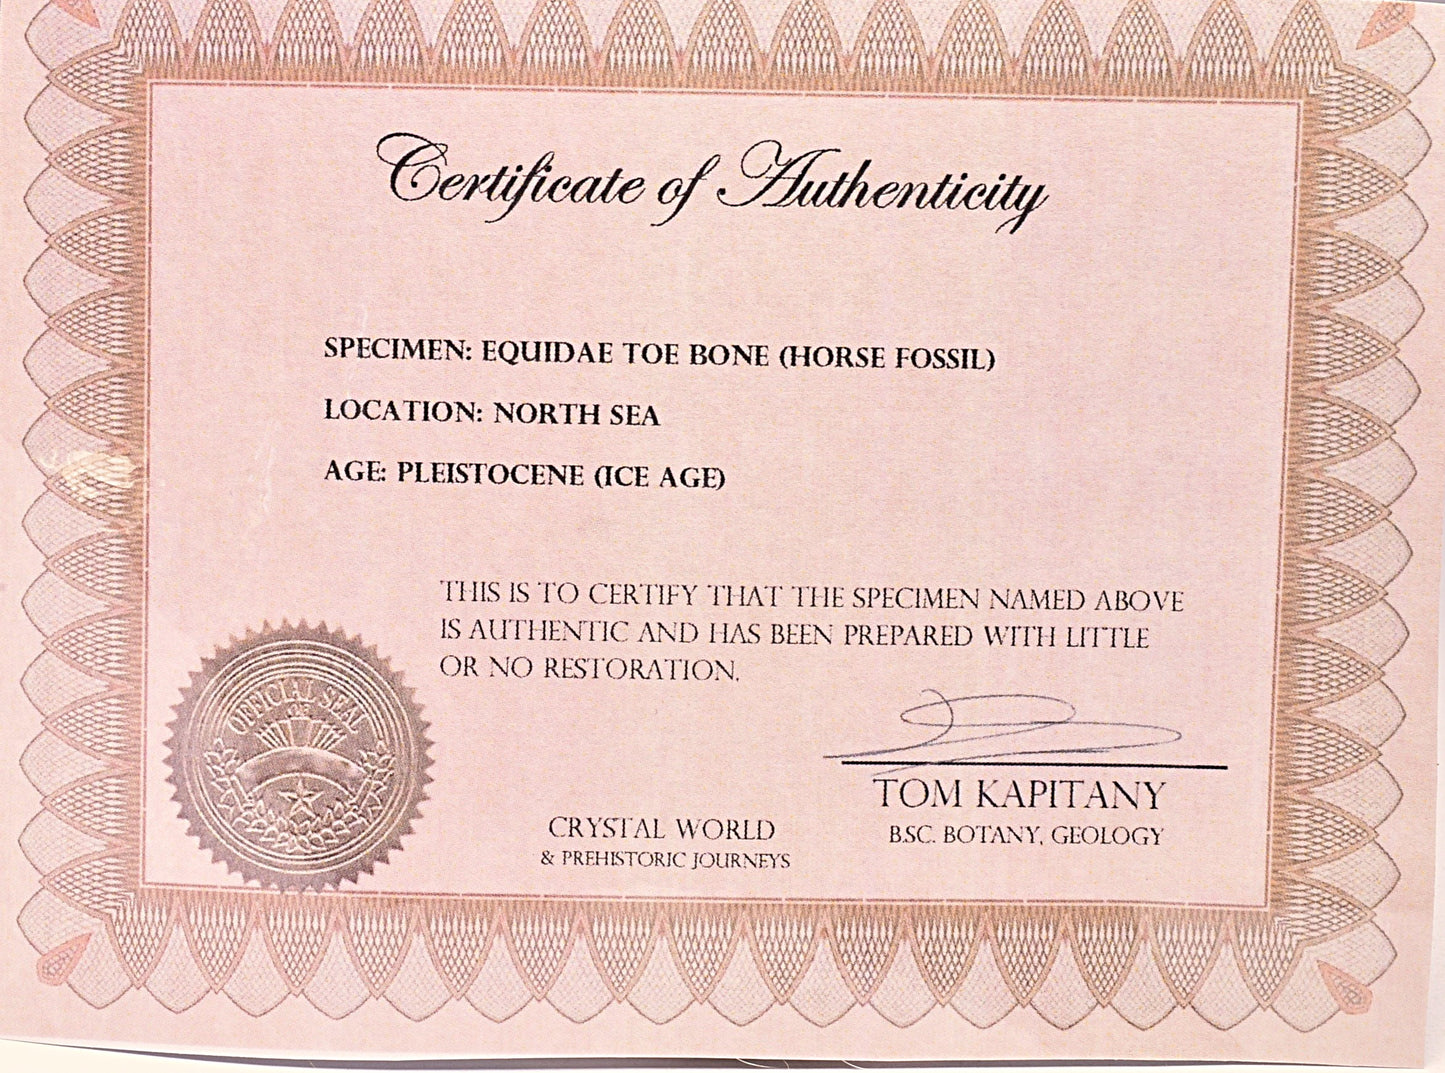 Certificate of Authenticity
SPECIMEN: EQUIDAE TOE BONE (HORSE FOSSIL)
LOCATION: NORTH SEA
AGE: PLEISTOCENE (ICE AGE)
THIS IS TO CERTIFY THAT THE SPECIMEN NAMED ABOVE
IS AUTHENTIC AND HAS BEEN PREPARED WITH LITTLE
OR NO RESTORATION.
OFFICIAL SEAL
TOM KAPITANY
B.SC. BOTANY, GEOLOGY
CRYSTAL WORLD
& PREHISTORIC JOURNEYS